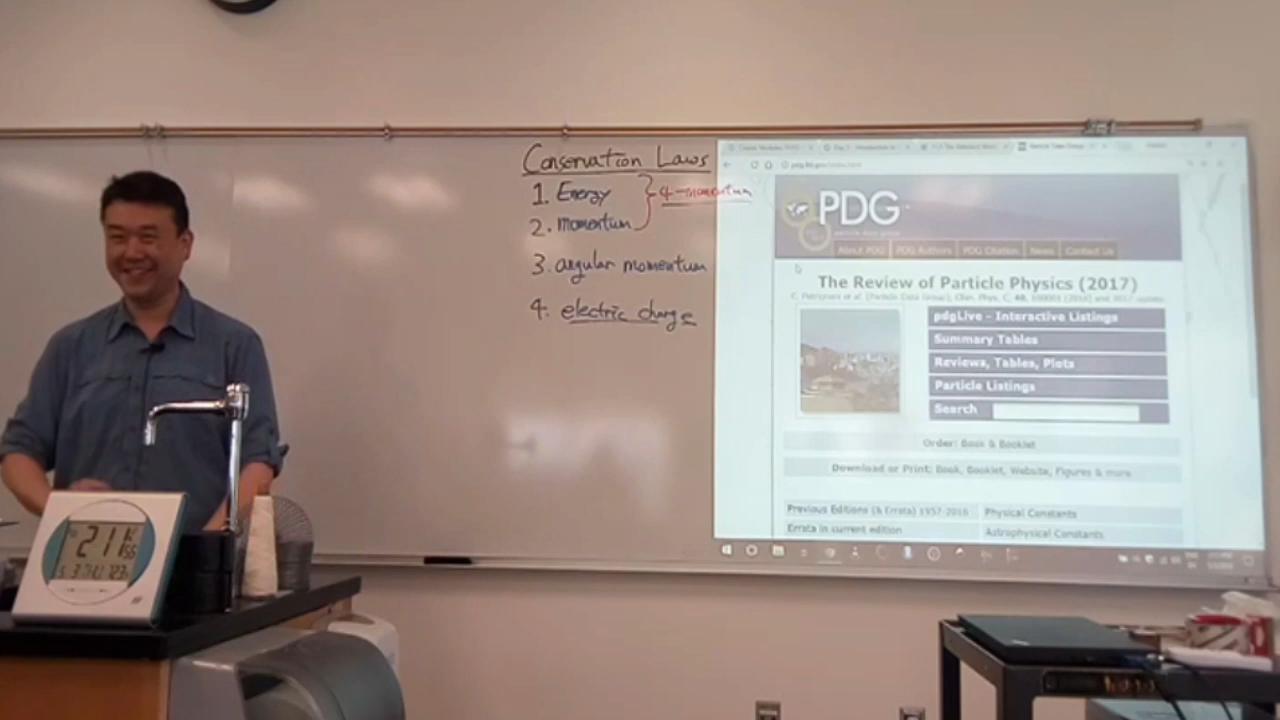 Conservation Laws
1. Energy
2. Momentum
4-momentum
3. angular momentum
4. electric charge
PDG
particle data group
About PDG PDG Authors PDG Citation News Contact Us
The Review of Particle Physics (2017)
pdgLive - Interactive Listings
Summary Tables
Reviews, Tables, Plots
Particle Listings
Search
Order: Book & Booklet
Download or Print: Book, Booklet, Website, Figures & more
Previous Editions (& Errata) 1957-2016
Physical Constants
Errata in current edition
Astrophysical Constants